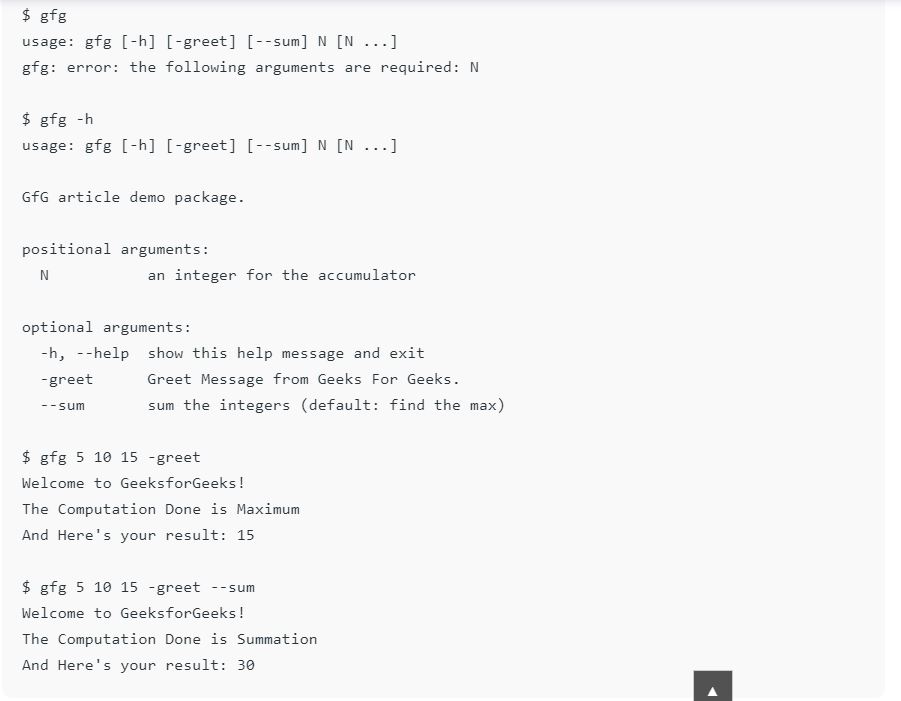 $ gfg
usage: gfg [-h] [-greet] [--sum] N [N ...]
gfg: error: the following arguments are required: N
$ gfg -h
usage: gfg [-h] [-greet] [--sum] N [N ...]
GfG article demo package.
positional arguments:
  N           an integer for the accumulator
optional arguments:
  -h, --help  show this help message and exit
  -greet      Greet Message from Geeks For Geeks.
  --sum       sum the integers (default: find the max)
$ gfg 5 10 15 -greet
Welcome to GeeksforGeeks!
The Computation Done is Maximum
And Here's your result: 15
$ gfg 5 10 15 -greet --sum
Welcome to GeeksforGeeks!
The Computation Done is Summation
And Here's your result: 30